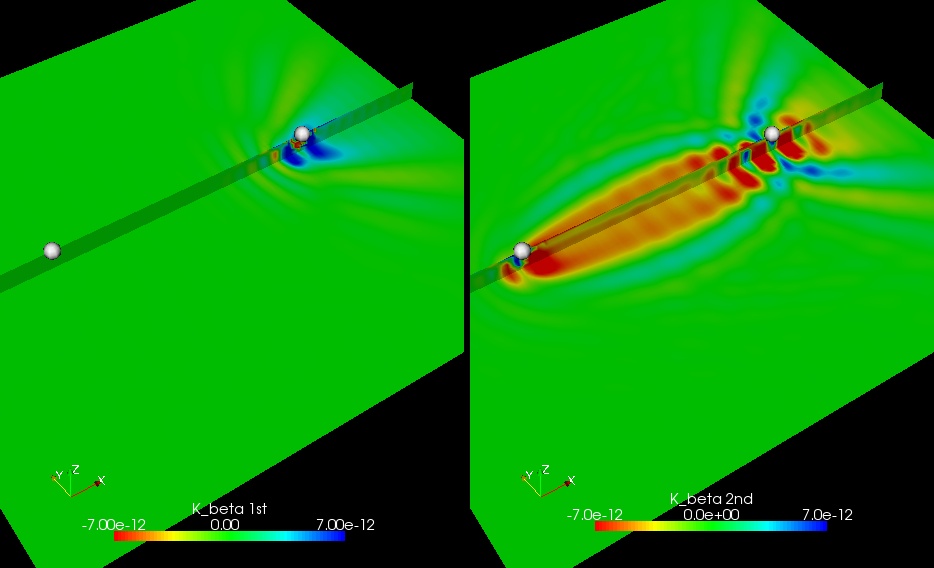 Y Z X
K_beta 1st
-7.00e-12 0.00 7.00e-12
Y Z X
K_beta 2nd
-7.0e-12 0.0e+00 7.0e-12